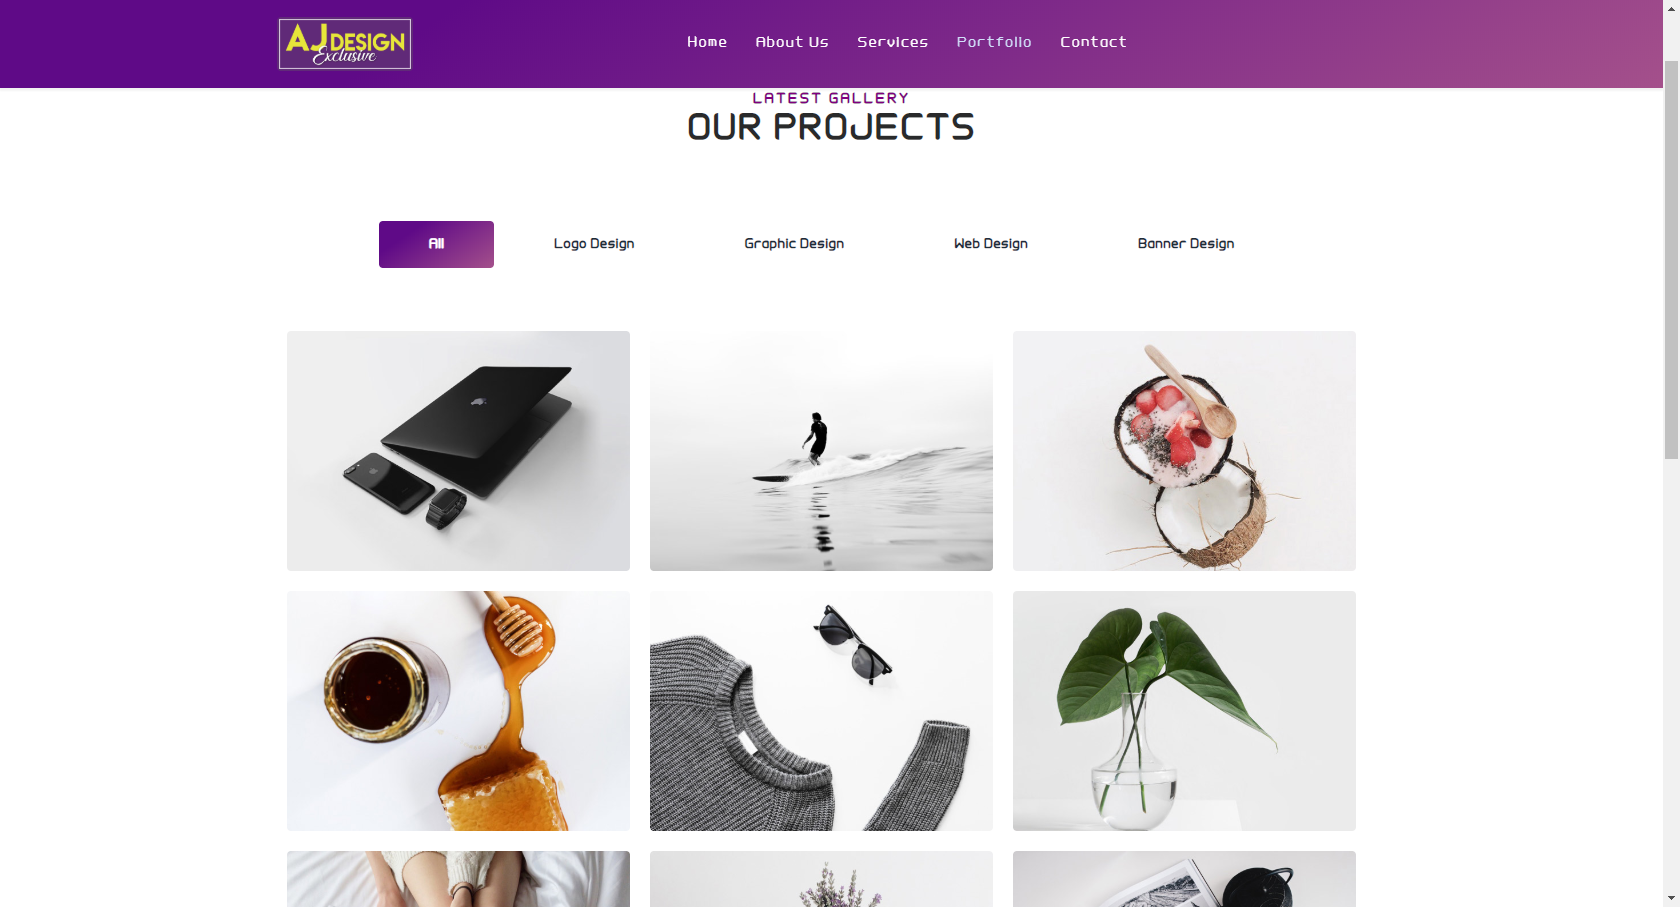 AJ DESIGN
Exclusive
Home About Us Services Portfolio Contact
LATEST GALLERY
OUR PROJECTS
All Logo Design Graphic Design Web Design Banner Design